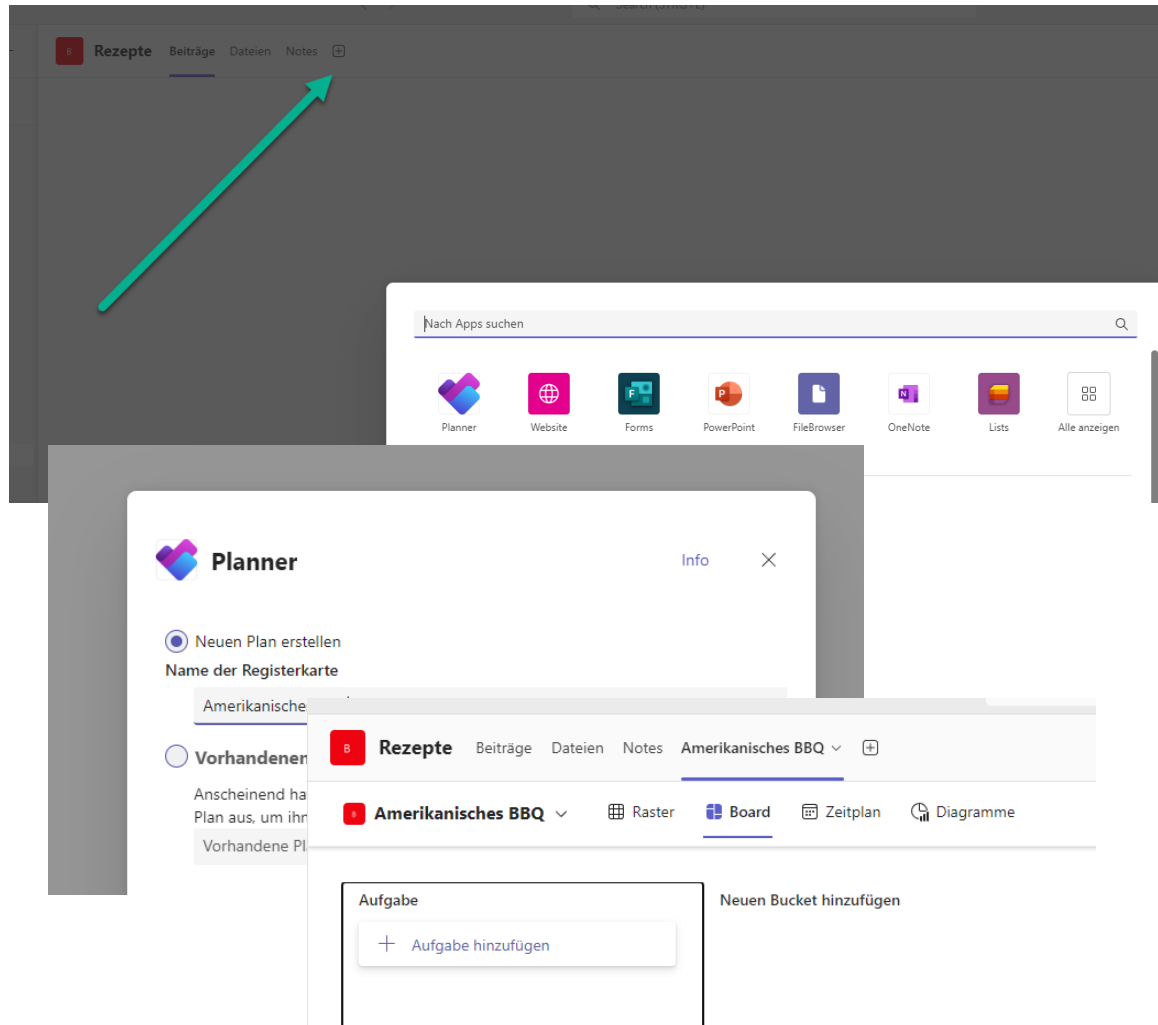 B Rezepte Beiträge Dateien Notes
Nach Apps suchen
Planner Website Forms PowerPoint FileBrowser OneNote Lists Alle anzeigen
Planner Info
Neuen Plan erstellen
Name der Registerkarte
Amerikanische
Vorhandenen
Anscheinend ha
Plan aus, um ihr
Vorhandene Pl
B Rezepte Beiträge Dateien Notes Amerikanisches BBQ
B Amerikanisches BBQ Raster Board Zeitplan Diagramme
Aufgabe Neuen Bucket hinzufügen
Aufgabe hinzufügen